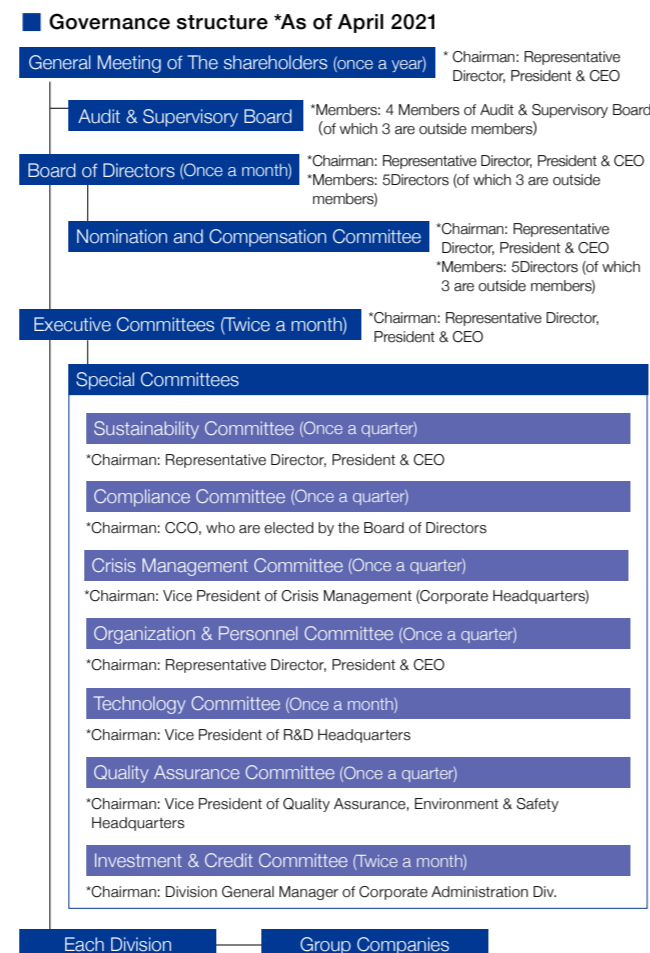 Governance structure *As of April 2021
General Meeting of The shareholders (once a year)
* Chairman: Representative
Director, President & CEO
Audit & Supervisory Board
*Members: 4 Members of Audit & Supervisory Board
(of which 3 are outside members)
Board of Directors (Once a month)
*Chairman: Representative Director, President & CEO
*Members: 5Directors (of which 3 are outside
members)
Nomination and Compensation Committee
*Chairman: Representative
Director, President & CEO
*Members: 5Directors (of which
3 are outside members)
Executive Committees (Twice a month)
*Chairman: Representative Director,
President & CEO
Special Committees
Sustainability Committee (Once a quarter)
*Chairman: Representative Director, President & CEO
Compliance Committee (Once a quarter)
*Chairman: CCO, who are elected by the Board of Directors
Crisis Management Committee (Once a quarter)
*Chairman: Vice President of Crisis Management (Corporate Headquarters)
Organization & Personnel Committee (Once a quarter)
*Chairman: Representative Director, President & CEO
Technology Committee (Once a month)
*Chairman: Vice President of R&D Headquarters
Quality Assurance Committee (Once a quarter)
*Chairman: Vice President of Quality Assurance, Environment & Safety
Headquarters
Investment & Credit Committee (Twice a month)
*Chairman: Division General Manager of Corporate Administration Div.
Each Division
Group Companies